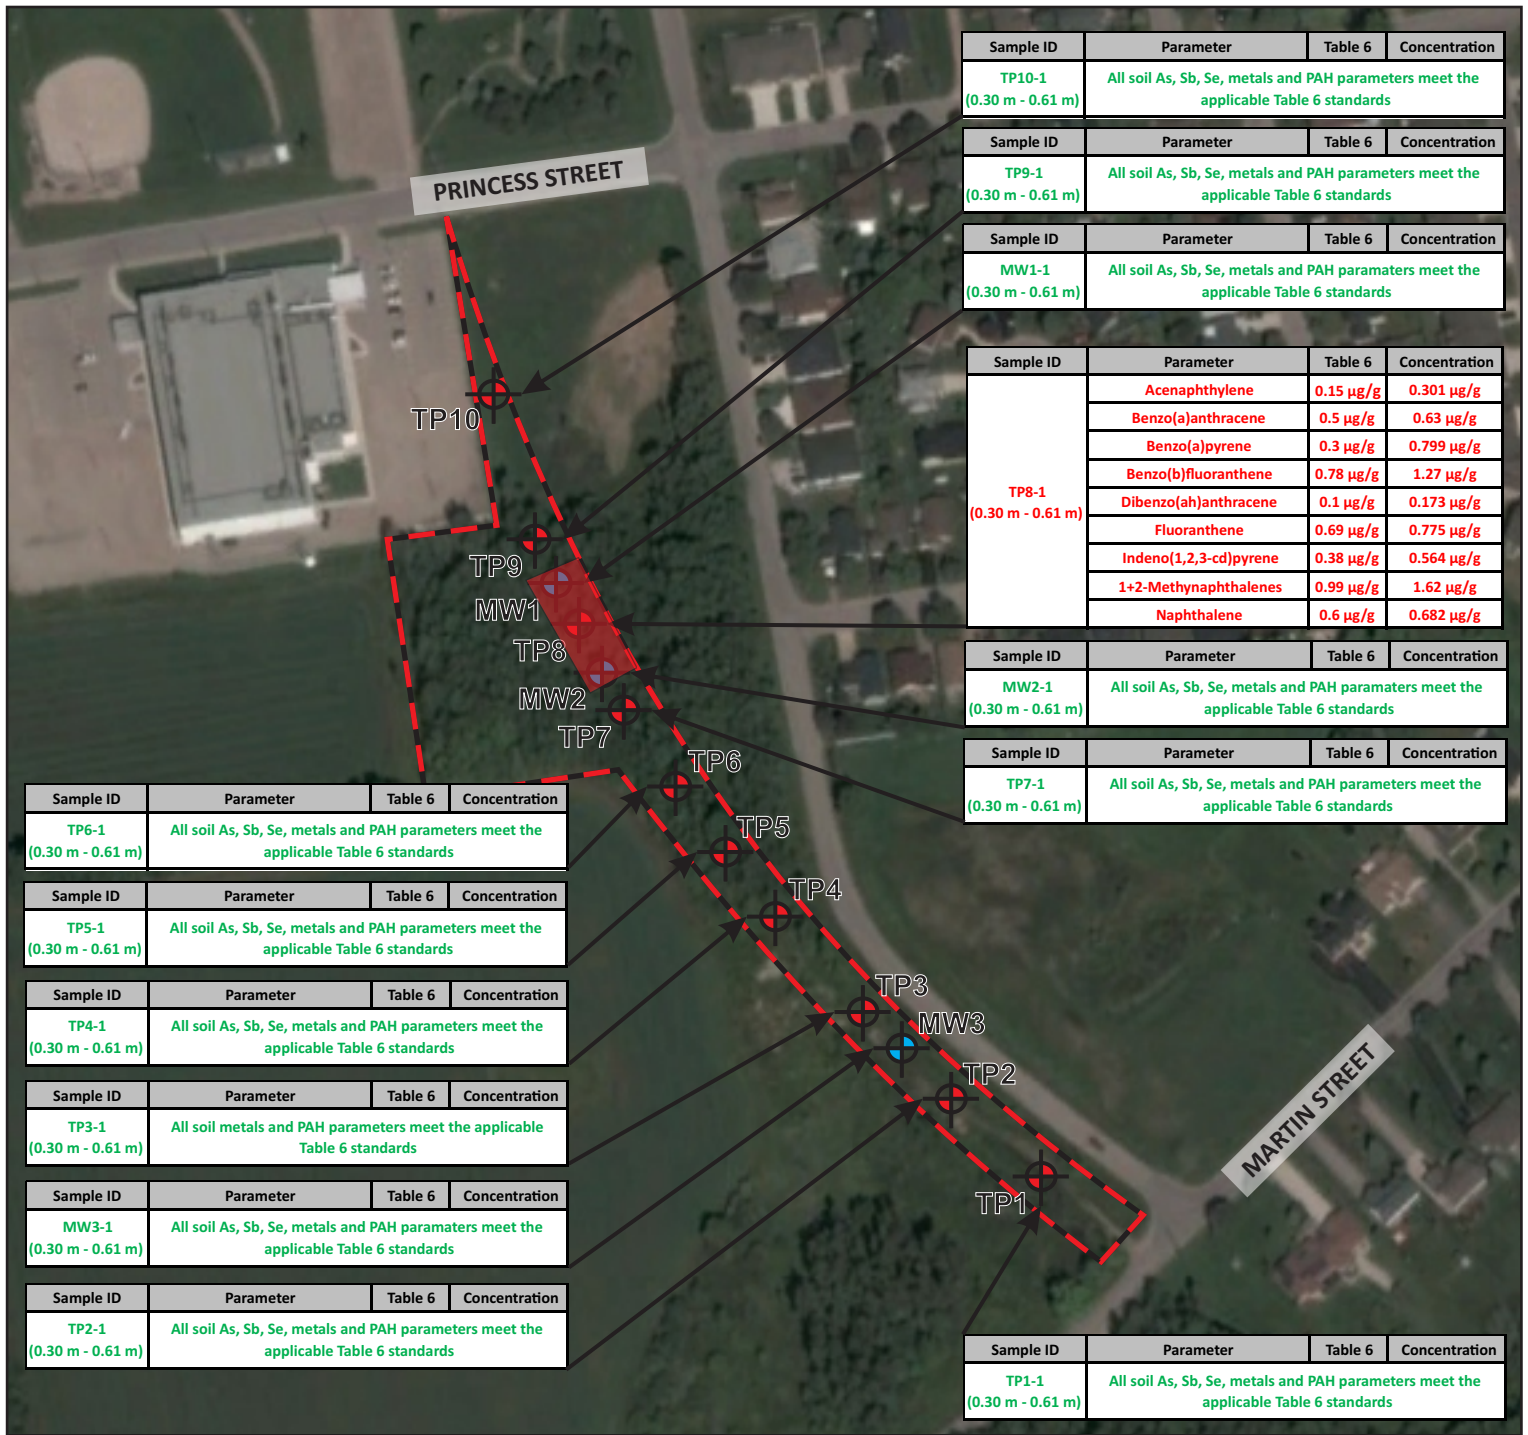 PRINCESS STREET
Sample ID Parameter Table 6 Concentration
TP10-1
(0.30 m - 0.61 m)
All soil As, Sb, Se, metals and PAH parameters meet the
applicable Table 6 standards
Sample ID Parameter Table 6 Concentration
TP9-1
(0.30 m - 0.61 m)
All soil As, Sb, Se, metals and PAH parameters meet the
applicable Table 6 standards
Sample ID Parameter Table 6 Concentration
MW1-1
(0.30 m - 0.61 m)
All soil As, Sb, Se, metals and PAH paramaters meet the
applicable Table 6 standards
Sample ID Parameter Table 6 Concentration
TP8-1
(0.30 m - 0.61 m)
Acenaphthylene 0.15 µg/g 0.301 µg/g
Benzo(a)anthracene 0.5 µg/g 0.63 µg/g
Benzo(a)pyrene 0.3 µg/g 0.799 µg/g
Benzo(b)fluoranthene 0.78 µg/g 1.27 µg/g
Dibenzo(ah)anthracene 0.1 µg/g 0.173 µg/g
Fluoranthene 0.69 µg/g 0.775 µg/g
Indeno(1,2,3-cd)pyrene 0.38 µg/g 0.564 µg/g
1+2-Methynaphthalenes 0.99 µg/g 1.62 µg/g
Naphthalene 0.6 µg/g 0.682 µg/g
Sample ID Parameter Table 6 Concentration
MW2-1
(0.30 m - 0.61 m)
All soil As, Sb, Se, metals and PAH paramaters meet the
applicable Table 6 standards
Sample ID Parameter Table 6 Concentration
TP7-1
(0.30 m - 0.61 m)
All soil As, Sb, Se, metals and PAH parameters meet the
applicable Table 6 standards
TP10
TP9
MW1
TP8
MW2
TP7
TP6
TP5
TP4
TP3
MW3
TP2
TP1
MARTIN STREET
Sample ID Parameter Table 6 Concentration
TP6-1
(0.30 m - 0.61 m)
All soil As, Sb, Se, metals and PAH parameters meet the
applicable Table 6 standards
Sample ID Parameter Table 6 Concentration
TP5-1
(0.30 m - 0.61 m)
All soil As, Sb, Se, metals and PAH parameters meet the
applicable Table 6 standards
Sample ID Parameter Table 6 Concentration
TP4-1
(0.30 m - 0.61 m)
All soil As, Sb, Se, metals and PAH parameters meet the
applicable Table 6 standards
Sample ID Parameter Table 6 Concentration
TP3-1
(0.30 m - 0.61 m)
All soil metals and PAH parameters meet the applicable
Table 6 standards
Sample ID Parameter Table 6 Concentration
MW3-1
(0.30 m - 0.61 m)
All soil As, Sb, Se, metals and PAH paramaters meet the
applicable Table 6 standards
Sample ID Parameter Table 6 Concentration
TP2-1
(0.30 m - 0.61 m)
All soil As, Sb, Se, metals and PAH parameters meet the
applicable Table 6 standards
Sample ID Parameter Table 6 Concentration
TP1-1
(0.30 m - 0.61 m)
All soil As, Sb, Se, metals and PAH parameters meet the
applicable Table 6 standards